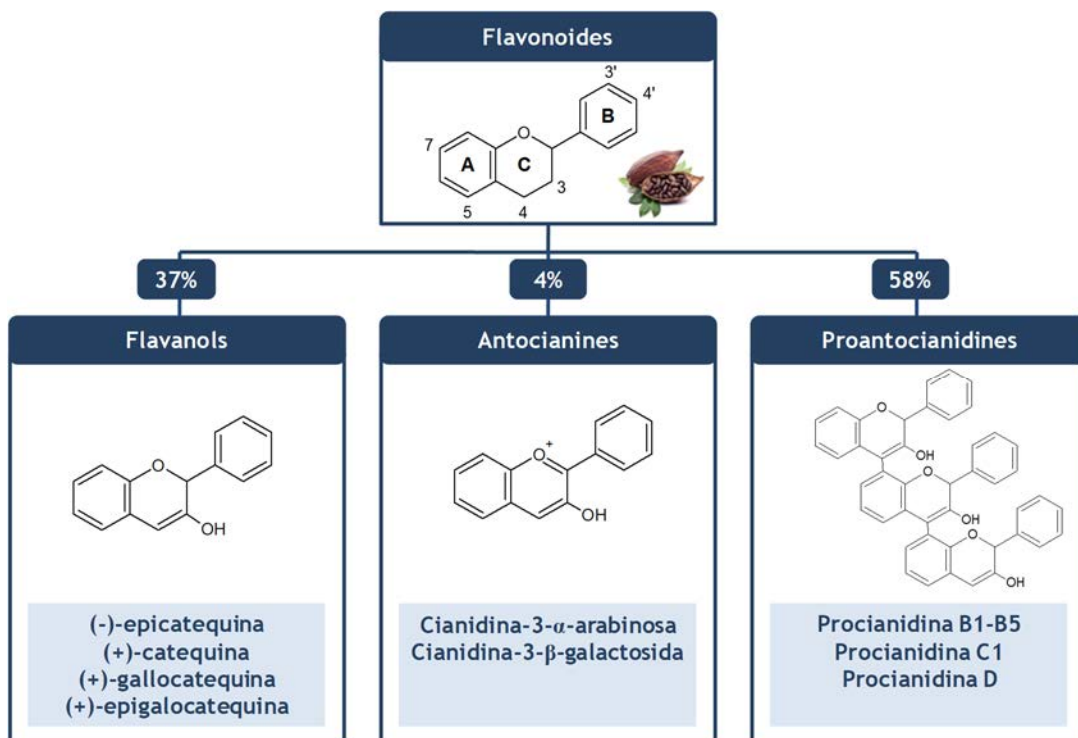 Flavonoides
3'
4'
B
O
7
A
C
3
5
4
37%
4%
58%
Flavanols
O
OH
(-)-epicatequina
(+)-catequina
(+)-gallocatequina
(+)-epigalocatequina
Antocianines
O+
OH
Cianidina-3-α-arabinosa
Cianidina-3-β-galactosida
Proantocianidines
O
OH
O
OH
O
OH
Procianidina B1-B5
Procianidina C1
Procianidina D